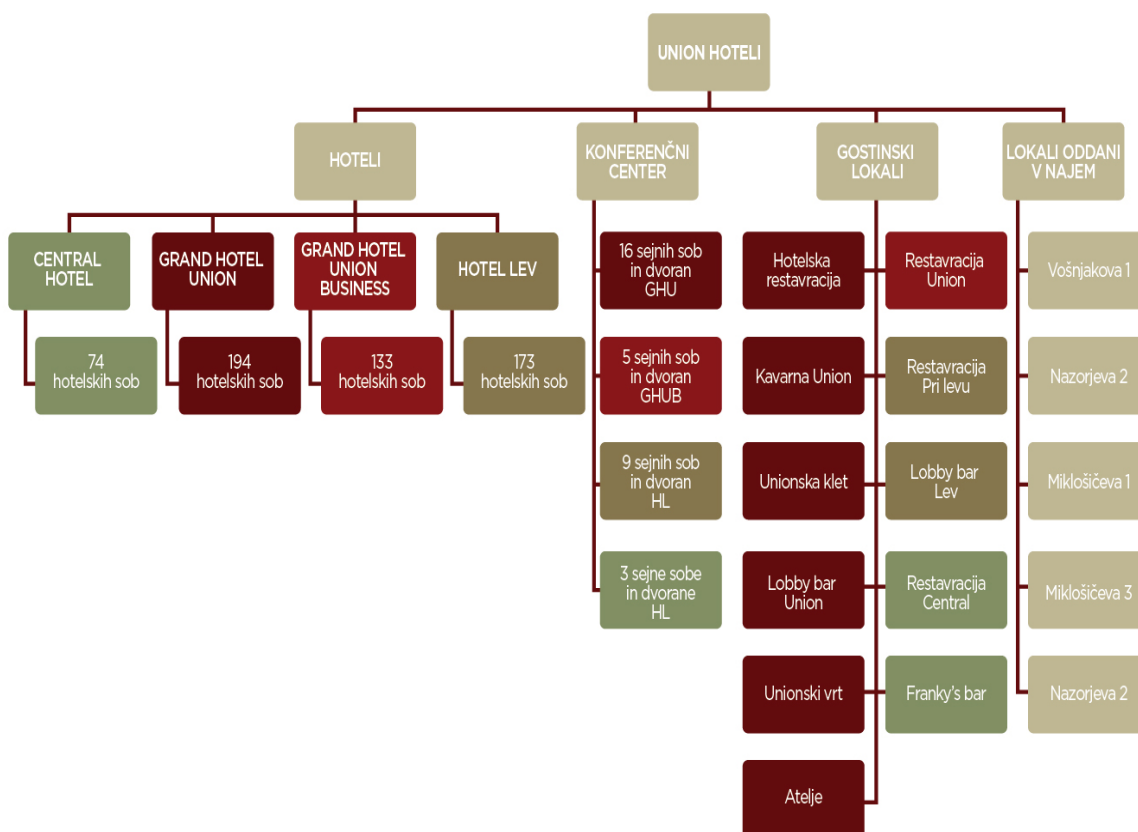 UNION HOTELI
HOTELI
KONFERENČNI
CENTER
GOSTINSKI
LOKALI
LOKALI ODDANI
V NAJEM
CENTRAL
HOTEL
GRAND HOTEL
UNION
GRAND HOTEL
UNION
BUSINESS
HOTEL LEV
74
hotelskih sob
194
hotelskih sob
133
hotelskih sob
173
hotelskih sob
16 sejnih sob
in dvoran
GHU
5 sejnih sob
in dvoran
GHUB
9 sejnih sob
in dvoran
HL
3 sejne sobe
in dvorane
HL
Hotelska
restavracija
Kavarna Union
Unionska klet
Lobby bar
Union
Unionski vrt
Atelje
Restavracija
Union
Restavracija
Pri levu
Lobby bar
Lev
Restavracija
Central
Franky's bar
Vošnjakova 1
Nazorjeva 2
Miklošičeva 1
Miklošičeva 3
Nazorjeva 2